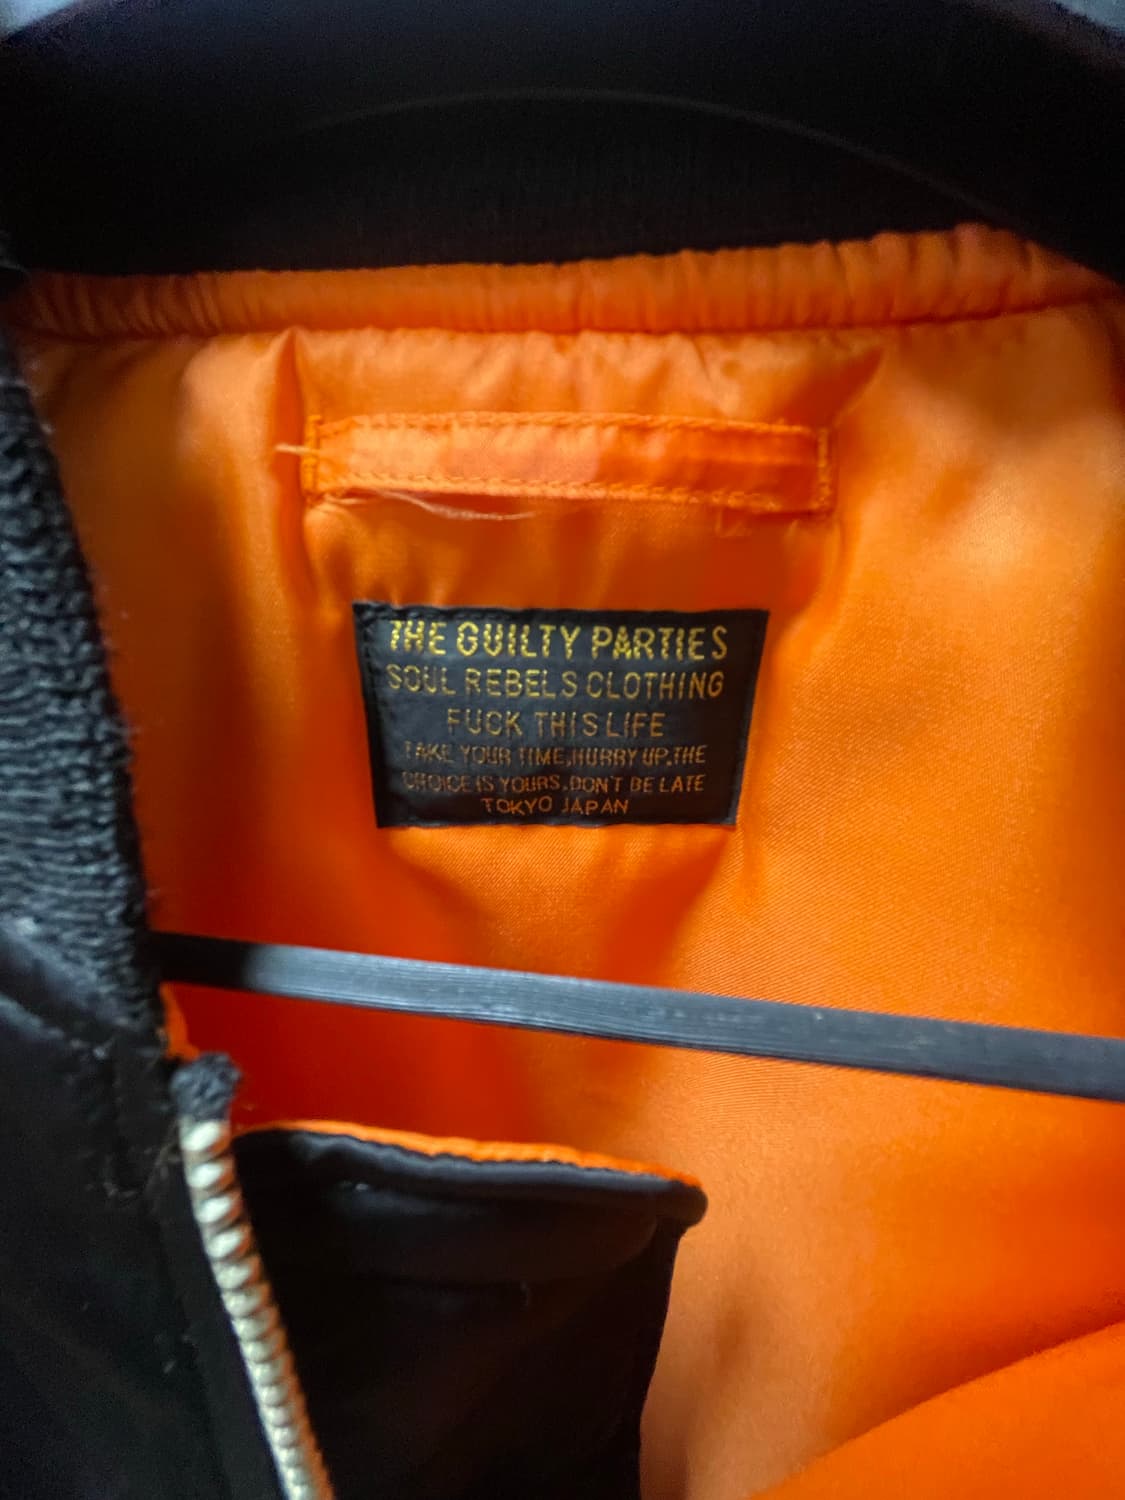 THE GUILTY PARTIES
SOUL REBELS CLOTHING
FUCK THIS LIFE
TAKE YOUR TIME,HURRY UP,THE
CHOICE IS YOURS,DON'T BE LATE
TOKYO JAPAN